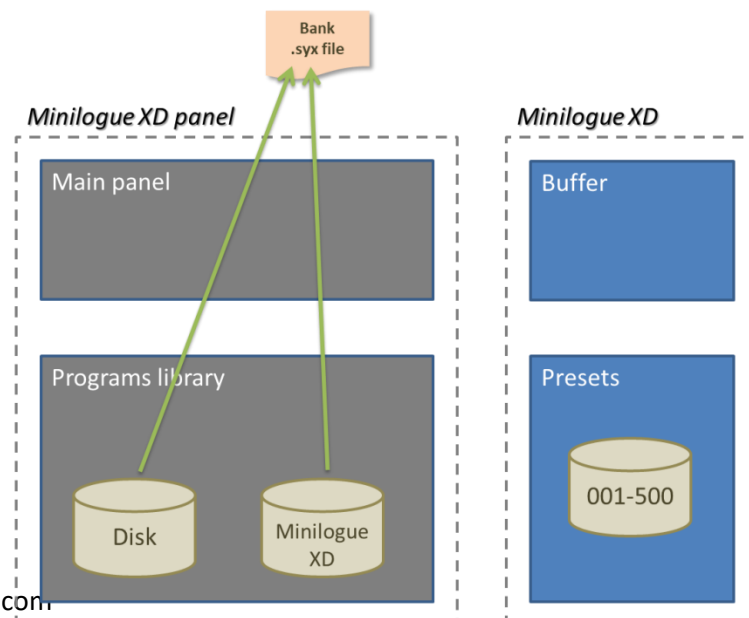 Bank
.syx file
Minilogue XD panel
Minilogue XD
Main panel
Buffer
Programs library
Presets
Disk
Minilogue
XD
001-500
com